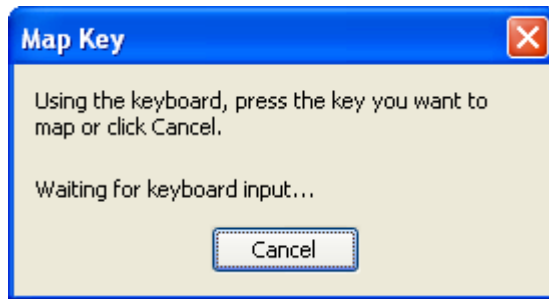 Map Key
Using the keyboard, press the key you want to
map or click Cancel.
Waiting for keyboard input...
Cancel